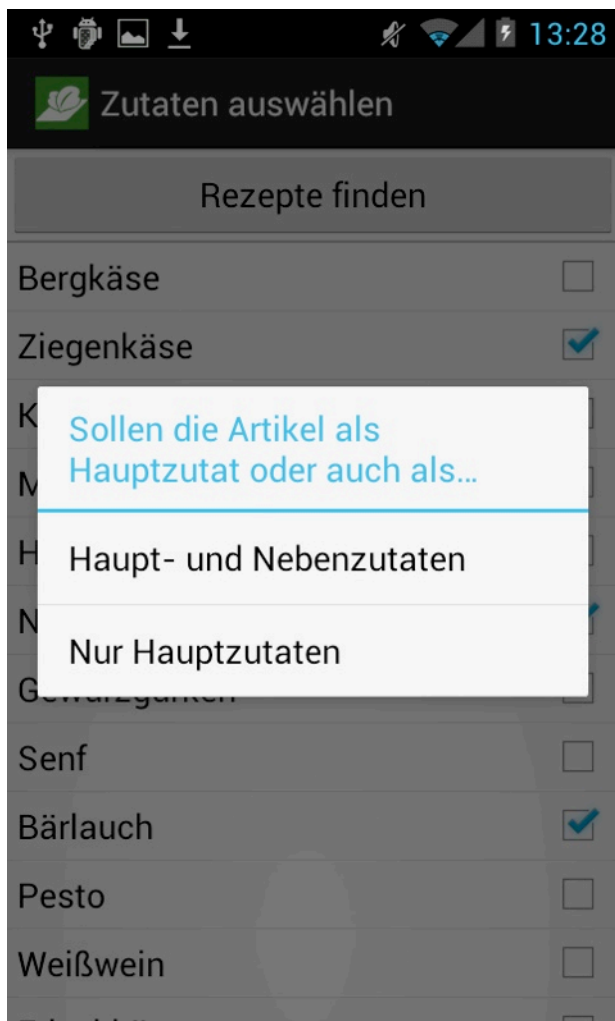 13:28
Zutaten auswählen
Rezepte finden
Bergkäse
Ziegenkäse
Sollen die Artikel als
Hauptzutat oder auch als...
Haupt- und Nebenzutaten
Nur Hauptzutaten
Senf
Bärlauch
Pesto
Weißwein